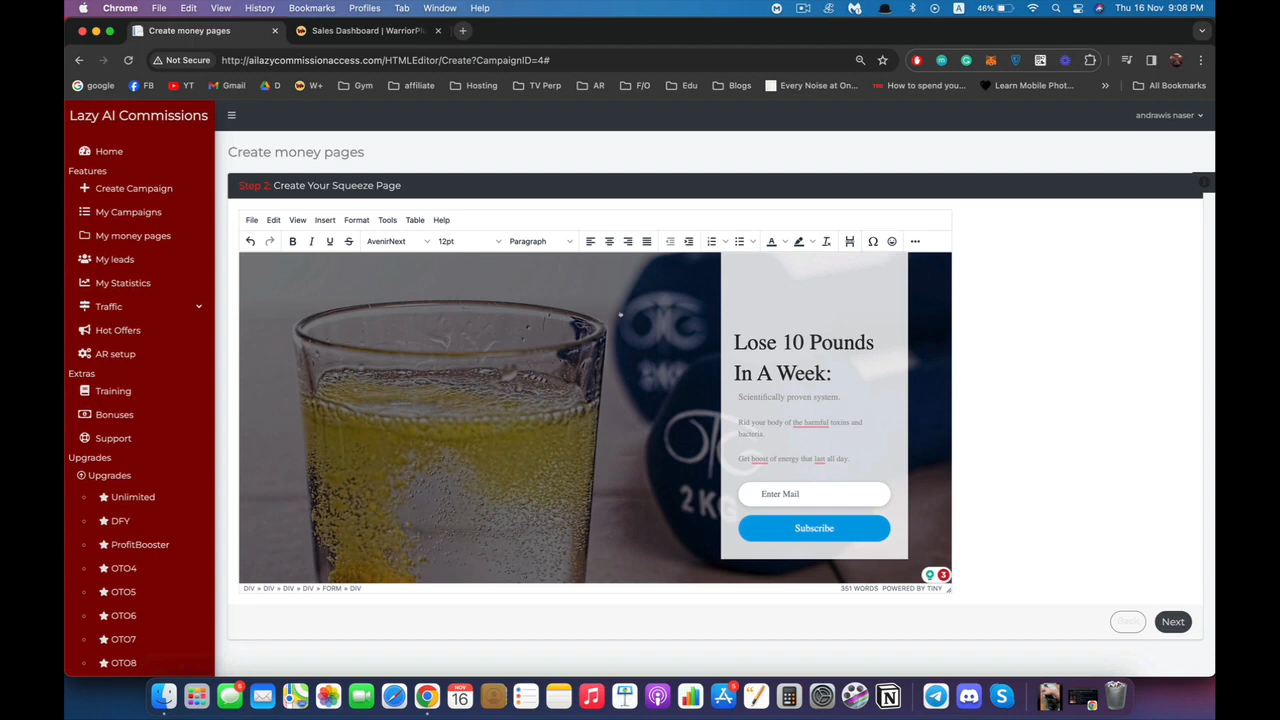 Chrome File Edit View History Bookmarks Profiles Tab Window Help 46% Thu 16 Nov 9:08 PM
Create money pages Sales Dashboard | WarriorPlu
Not Secure http://ailazycommissionaccess.com/HTMLEditor/Create?CampaignID=4#
google FB YT Gmail D W+ Gym affiliate Hosting TV Perp AR F/O Edu Blogs Every Noise at On... How to spend you... Learn Mobile Phot... All Bookmarks
Lazy AI Commissions
andrawis naser
Home
Features
Create Campaign
My Campaigns
My money pages
My leads
My Statistics
Traffic
Hot Offers
AR setup
Extras
Training
Bonuses
Support
Upgrades
Upgrades
Unlimited
DFY
ProfitBooster
OTO4
OTO5
OTO6
OTO7
OTO8
Create money pages
Step 2: Create Your Squeeze Page
File Edit View Insert Format Tools Table Help
AvenirNext 12pt Paragraph
Lose 10 Pounds
In A Week:
Scientifically proven system.
Rid your body of the harmful toxins and
bacteria.
Get boost of energy that last all day.
Enter Mail
Subscribe
2KG
3
DIV » DIV » DIV » DIV » FORM » DIV
351 WORDS POWERED BY TINY
Back Next